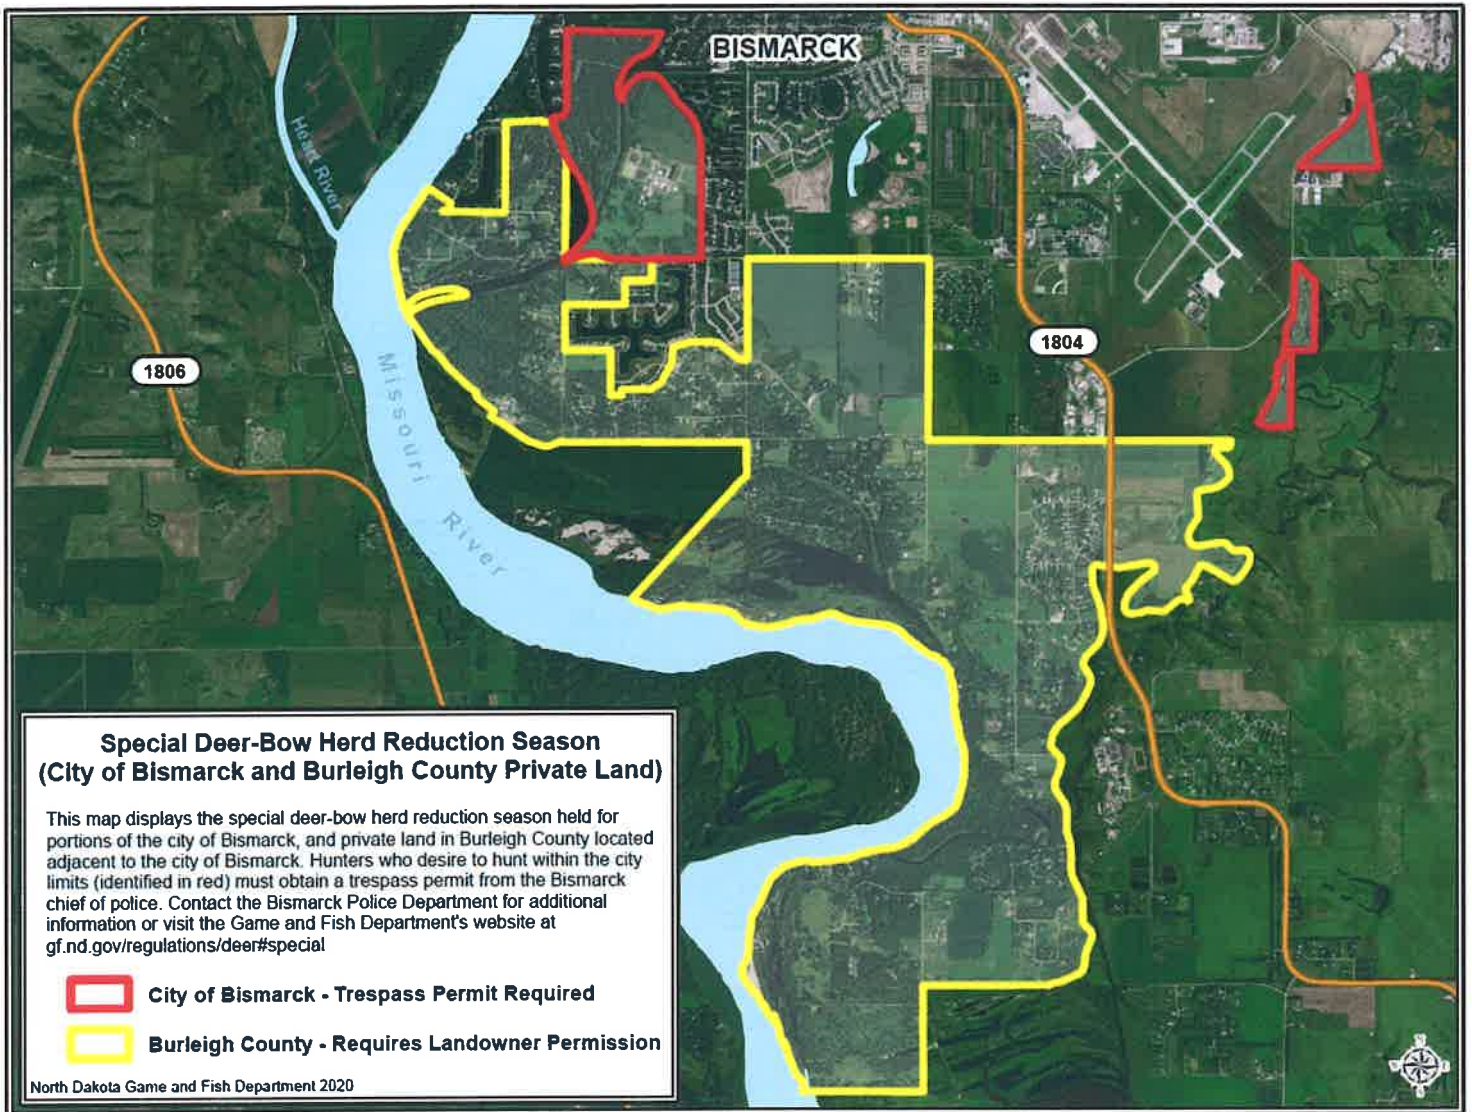 BISMARCK
Heart River
1806
1804
Missouri
River
Special Deer-Bow Herd Reduction Season
(City of Bismarck and Burleigh County Private Land)
This map displays the special deer-bow herd reduction season held for
portions of the city of Bismarck, and private land in Burleigh County located
adjacent to the city of Bismarck. Hunters who desire to hunt within the city
limits (identified in red) must obtain a trespass permit from the Bismarck
chief of police. Contact the Bismarck Police Department for additional
information or visit the Game and Fish Department's website at
gf.nd.gov/regulations/deer#special
City of Bismarck - Trespass Permit Required
Burleigh County - Requires Landowner Permission
North Dakota Game and Fish Department 2020